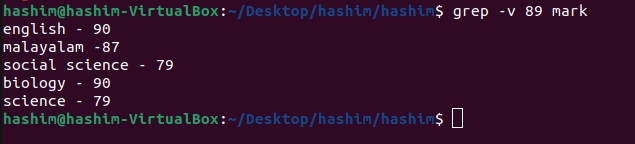 hashim@hashim-VirtualBox:~/Desktop/hashim/hashim$ grep -v 89 mark
english - 90
malayalam -87
social science - 79
biology - 90
science - 79
hashim@hashim-VirtualBox:~/Desktop/hashim/hashim$